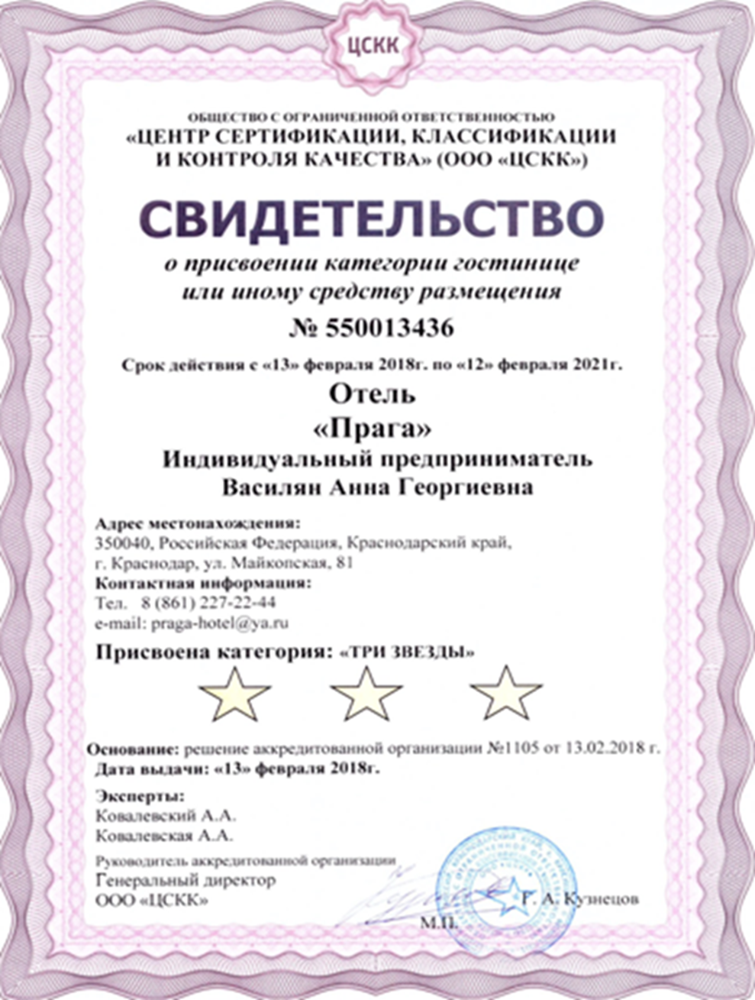 ЦСКК
ОБЩЕСТВО С ОГРАНИЧЕННОЙ ОТВЕТСТВЕННОСТЬЮ
«ЦЕНТР СЕРТИФИКАЦИИ, КЛАССИФИКАЦИИ
И КОНТРОЛЯ КАЧЕСТВА» (ООО «ЦСКК»)
СВИДЕТЕЛЬСТВО
о присвоении категории гостинице
или иному средству размещения
№ 550013436
Срок действия с «13» февраля 2018г. по «12» февраля 2021г.
Отель
«Прага»
Индивидуальный предприниматель
Василян Анна Георгиевна
Адрес местонахождения:
350040, Российская Федерация, Краснодарский край,
г. Краснодар, ул. Майкопская, 81
Контактная информация:
Тел. 8 (861) 227-22-44
e-mail: praga-hotel@ya.ru
Присвоена категория: «ТРИ ЗВЕЗДЫ»
Основание: решение аккредитованной организации №1105 от 13.02.2018 г.
Дата выдачи: «13» февраля 2018г.
Эксперты:
Ковалевский А.А.
Ковалевская А.А.
Руководитель аккредитованной организации
Генеральный директор
ООО «ЦСКК»
Г. А. Кузнецов
М.П.